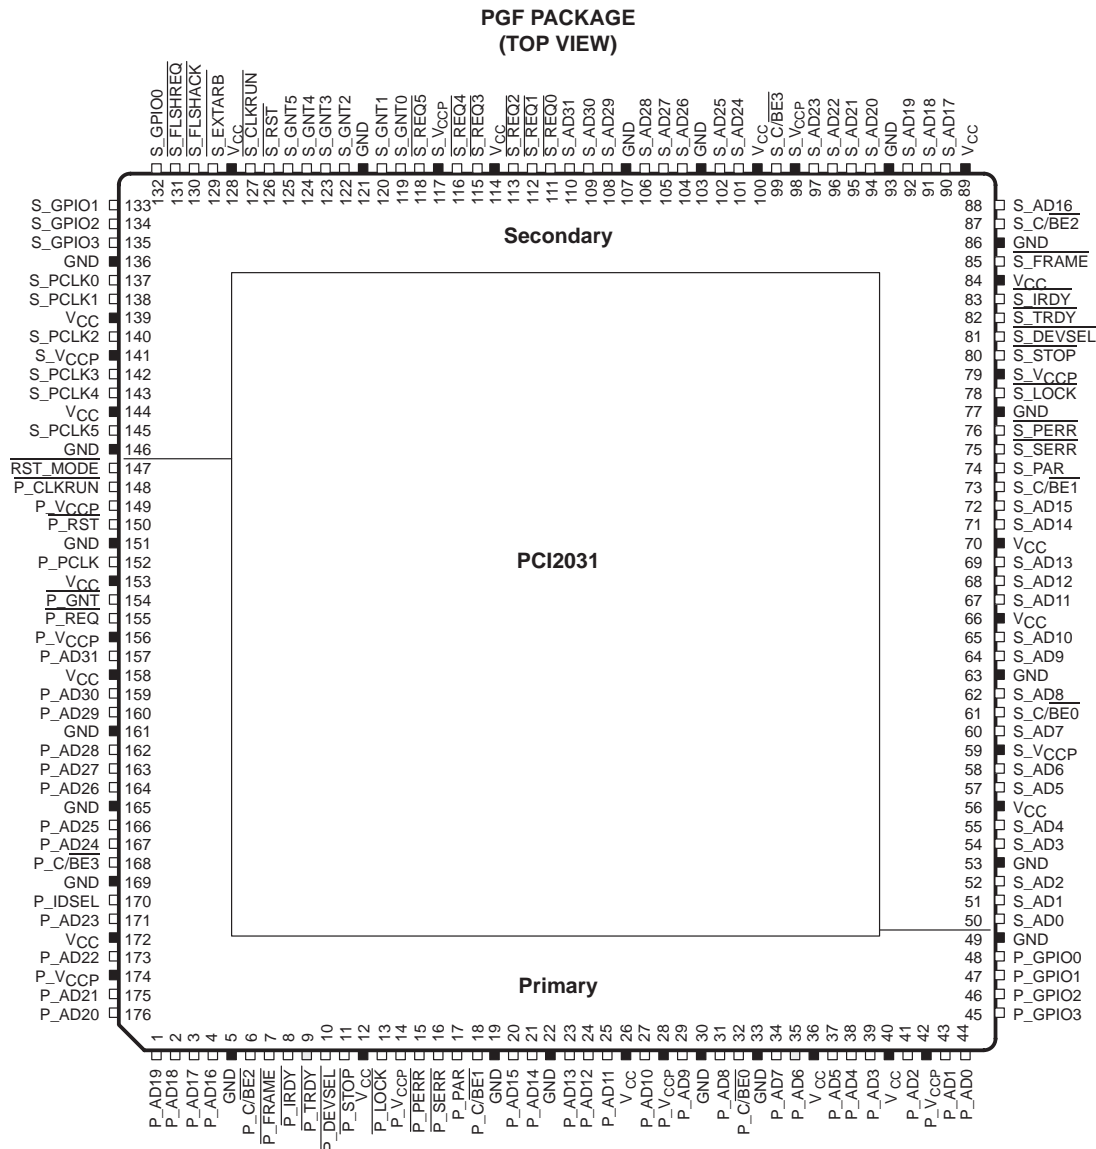 PGF PACKAGE
(TOP VIEW)
S_GPIO0
S_FLSHREQ
S_FLSHACK
S_EXTARB
VCC
S_CLKRUN
S_RST
S_GNT5
S_GNT4
S_GNT3
S_GNT2
GND
S_GNT1
S_GNT0
S_REQ5
S_VCCP
S_REQ4
S_REQ3
VCC
S_REQ2
S_REQ1
S_REQ0
S_AD31
S_AD30
S_AD29
GND
S_AD28
S_AD27
S_AD26
GND
S_AD25
S_AD24
VCC
S_C/BE3
S_VCCP
S_AD23
S_AD22
S_AD21
S_AD20
GND
S_AD19
S_AD18
S_AD17
VCC
132
131
130
129
128
127
126
125
124
123
122
121
120
119
118
117
116
115
114
113
112
111
110
109
108
107
106
105
104
103
102
101
100
99
98
97
96
95
94
93
92
91
90
89
S_GPIO1 133
S_GPIO2 134
S_GPIO3 135
GND 136
S_PCLK0 137
S_PCLK1 138
VCC 139
S_PCLK2 140
S_VCCP 141
S_PCLK3 142
S_PCLK4 143
VCC 144
S_PCLK5 145
GND 146
RST_MODE 147
P_CLKRUN 148
P_VCCP 149
P_RST 150
GND 151
P_PCLK 152
VCC 153
P_GNT 154
P_REQ 155
P_VCCP 156
P_AD31 157
VCC 158
P_AD30 159
P_AD29 160
GND 161
P_AD28 162
P_AD27 163
P_AD26 164
GND 165
P_AD25 166
P_AD24 167
P_C/BE3 168
GND 169
P_IDSEL 170
P_AD23 171
VCC 172
P_AD22 173
P_VCCP 174
P_AD21 175
P_AD20 176
Secondary
PCI2031
Primary
88 S_AD16
87 S_C/BE2
86 GND
85 S_FRAME
84 VCC
83 S_IRDY
82 S_TRDY
81 S_DEVSEL
80 S_STOP
79 S_VCCP
78 S_LOCK
77 GND
76 S_PERR
75 S_SERR
74 S_PAR
73 S_C/BE1
72 S_AD15
71 S_AD14
70 VCC
69 S_AD13
68 S_AD12
67 S_AD11
66 VCC
65 S_AD10
64 S_AD9
63 GND
62 S_AD8
61 S_C/BE0
60 S_AD7
59 S_VCCP
58 S_AD6
57 S_AD5
56 VCC
55 S_AD4
54 S_AD3
53 GND
52 S_AD2
51 S_AD1
50 S_AD0
49 GND
48 P_GPIO0
47 P_GPIO1
46 P_GPIO2
45 P_GPIO3
1
2
3
4
5
6
7
8
9
10
11
12
13
14
15
16
17
18
19
20
21
22
23
24
25
26
27
28
29
30
31
32
33
34
35
36
37
38
39
40
41
42
43
44
P_AD19
P_AD18
P_AD17
P_AD16
GND
P_C/BE2
P_FRAME
P_IRDY
P_TRDY
P_DEVSEL
P_STOP
VCC
P_LOCK
P_VCCP
P_PERR
P_SERR
P_PAR
P_C/BE1
GND
P_AD15
P_AD14
GND
P_AD13
P_AD12
P_AD11
VCC
P_AD10
P_VCCP
P_AD9
GND
P_AD8
P_C/BE0
GND
P_AD7
P_AD6
VCC
P_AD5
P_AD4
P_AD3
VCC
P_AD2
P_VCCP
P_AD1
P_AD0